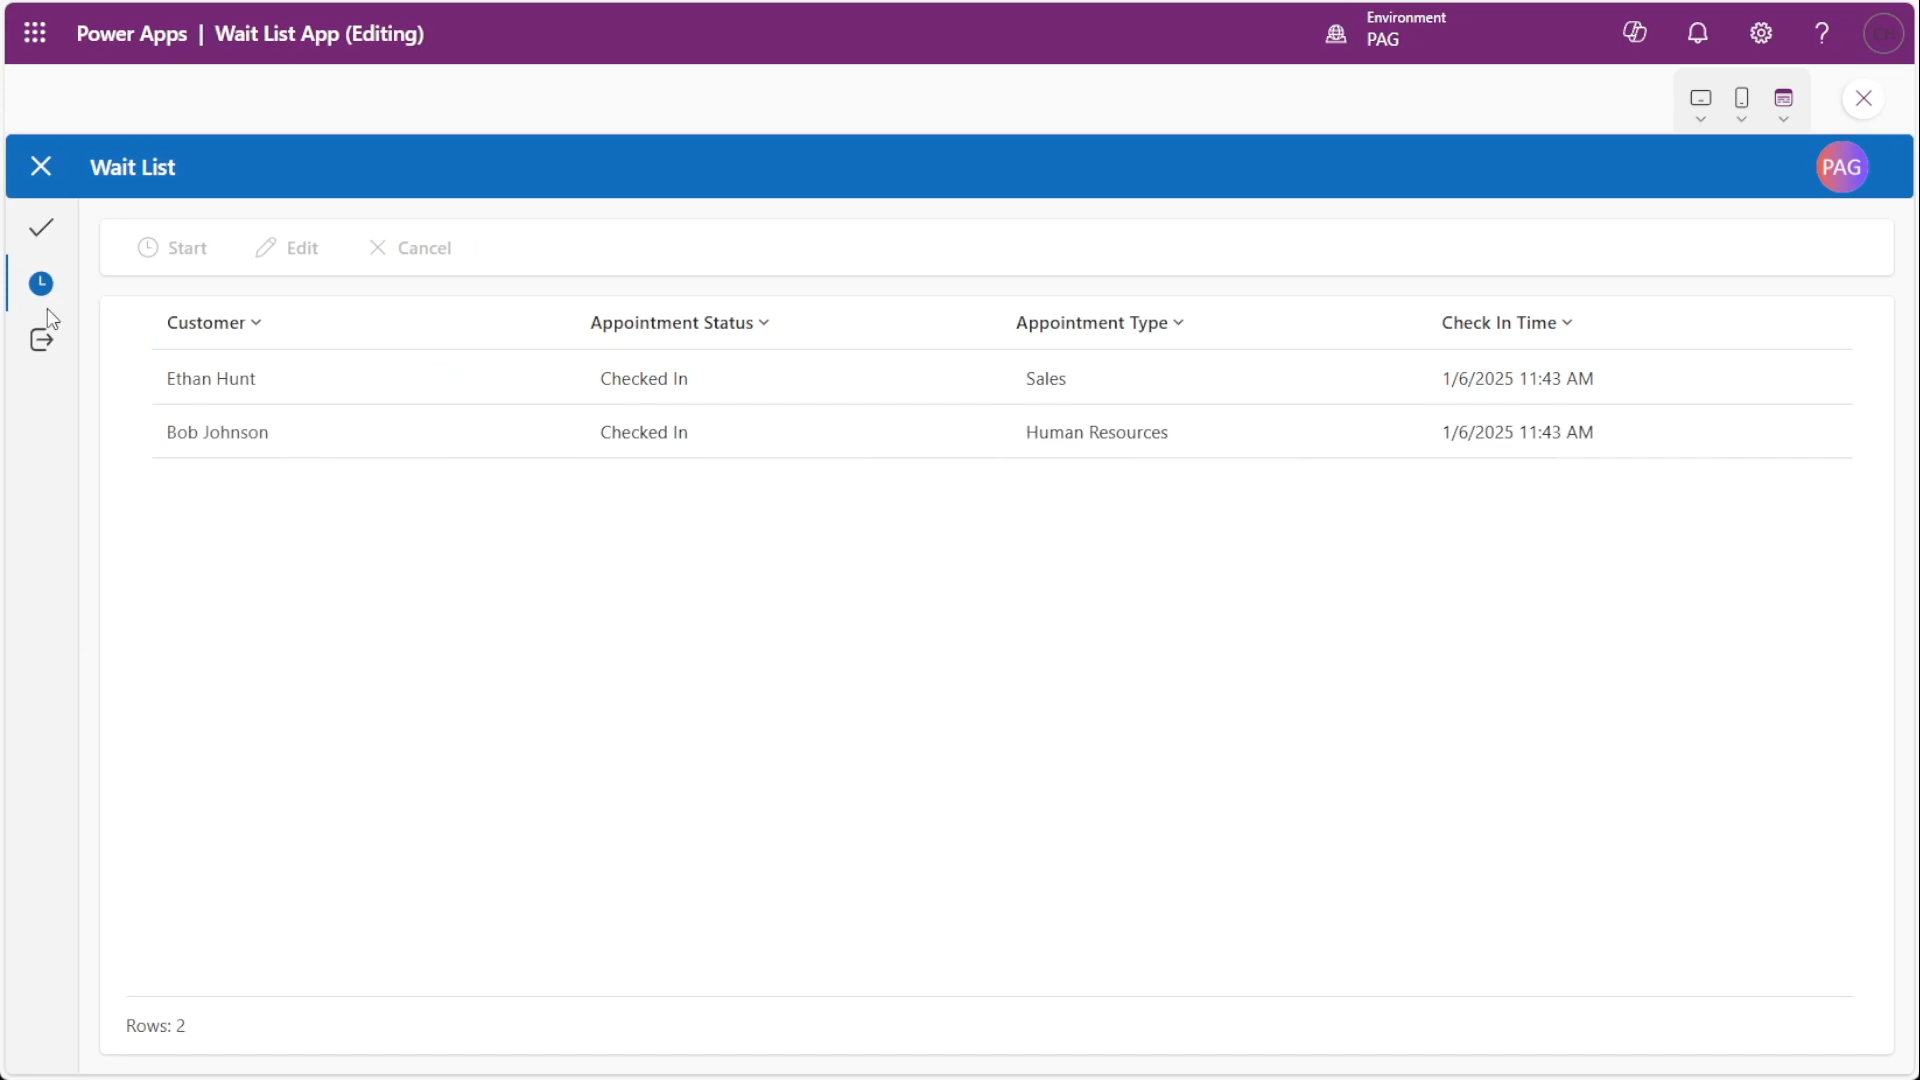 Power Apps | Wait List App (Editing)
Environment
PAG
Wait List
PAG
Start Edit Cancel
Customer Appointment Status Appointment Type Check In Time
Ethan Hunt Checked In Sales 1/6/2025 11:43 AM
Bob Johnson Checked In Human Resources 1/6/2025 11:43 AM
Rows: 2